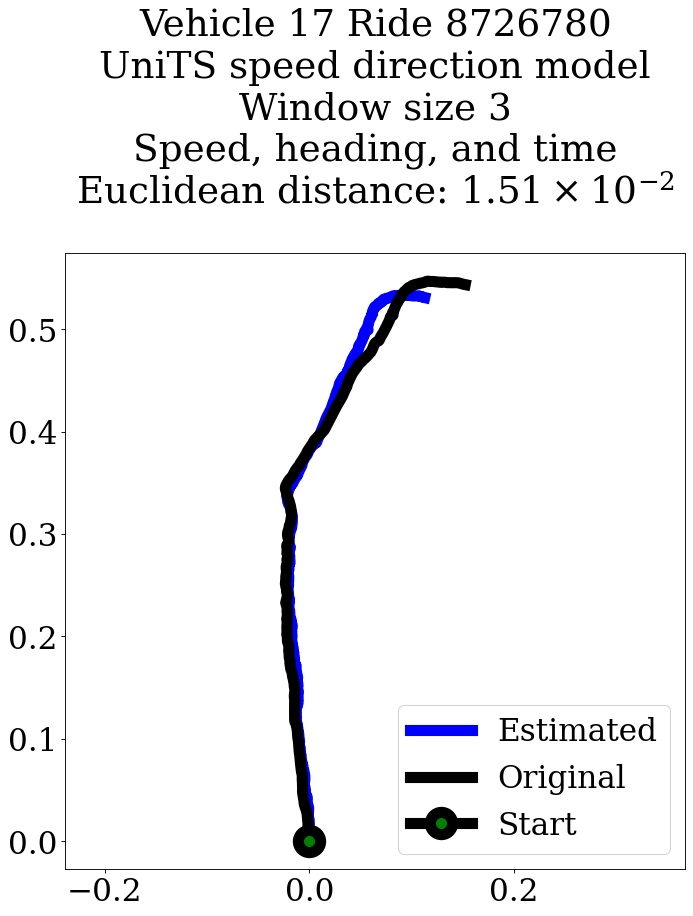 Vehicle 17 Ride 8726780
UniTS speed direction model
Window size 3
Speed, heading, and time
Euclidean distance: 1.51 × 10⁻²
0.5
0.4
0.3
0.2
0.1
0.0
Estimated
Original
Start
−0.2 0.0 0.2